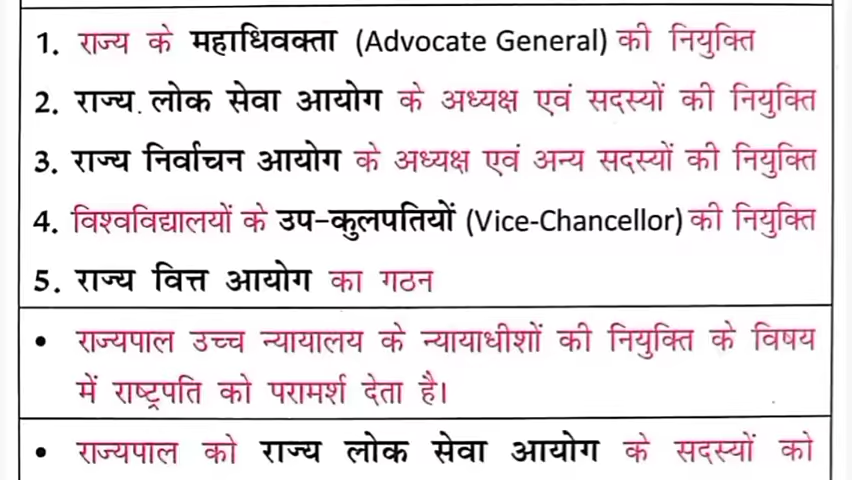 1. राज्य के महाधिवक्ता (Advocate General) की नियुक्ति
2. राज्य लोक सेवा आयोग के अध्यक्ष एवं सदस्यों की नियुक्ति
3. राज्य निर्वाचन आयोग के अध्यक्ष एवं अन्य सदस्यों की नियुक्ति
4. विश्वविद्यालयों के उप-कुलपतियों (Vice-Chancellor) की नियुक्ति
5. राज्य वित्त आयोग का गठन
• राज्यपाल उच्च न्यायालय के न्यायाधीशों की नियुक्ति के विषय
में राष्ट्रपति को परामर्श देता है।
• राज्यपाल को राज्य लोक सेवा आयोग के सदस्यों को